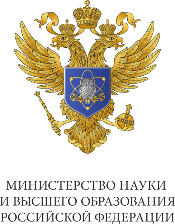 МИНИСТЕРСТВО НАУКИ
И ВЫСШЕГО ОБРАЗОВАНИЯ
РОССИЙСКОЙ ФЕДЕРАЦИИ